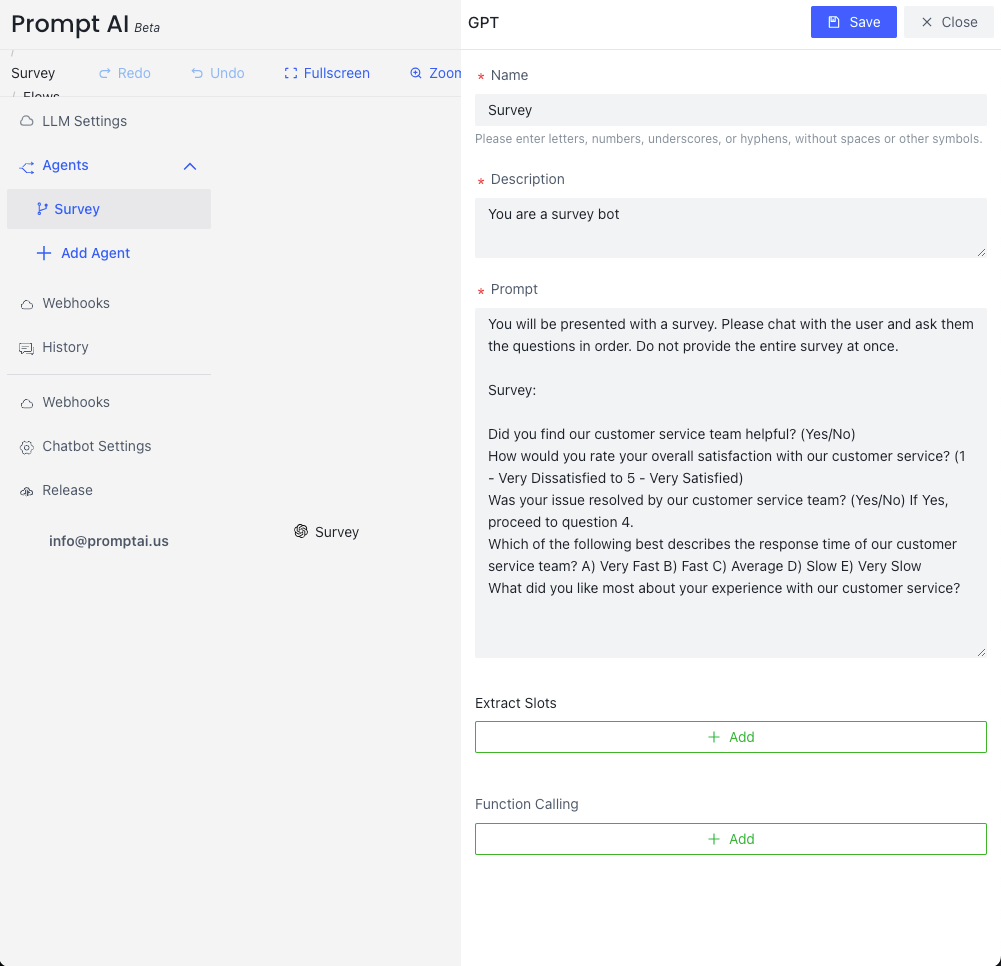 Prompt AI Beta
/
Survey
Redo
Undo
Fullscreen
Zoom
/ Flows
LLM Settings
Agents
Survey
Add Agent
Webhooks
History
Webhooks
Chatbot Settings
Release
info@promptai.us
Survey
GPT
Save
Close
* Name
Survey
Please enter letters, numbers, underscores, or hyphens, without spaces or other symbols.
* Description
You are a survey bot
* Prompt
You will be presented with a survey. Please chat with the user and ask them
the questions in order. Do not provide the entire survey at once.
Survey:
Did you find our customer service team helpful? (Yes/No)
How would you rate your overall satisfaction with our customer service? (1
- Very Dissatisfied to 5 - Very Satisfied)
Was your issue resolved by our customer service team? (Yes/No) If Yes,
proceed to question 4.
Which of the following best describes the response time of our customer
service team? A) Very Fast B) Fast C) Average D) Slow E) Very Slow
What did you like most about your experience with our customer service?
Extract Slots
+ Add
Function Calling
+ Add